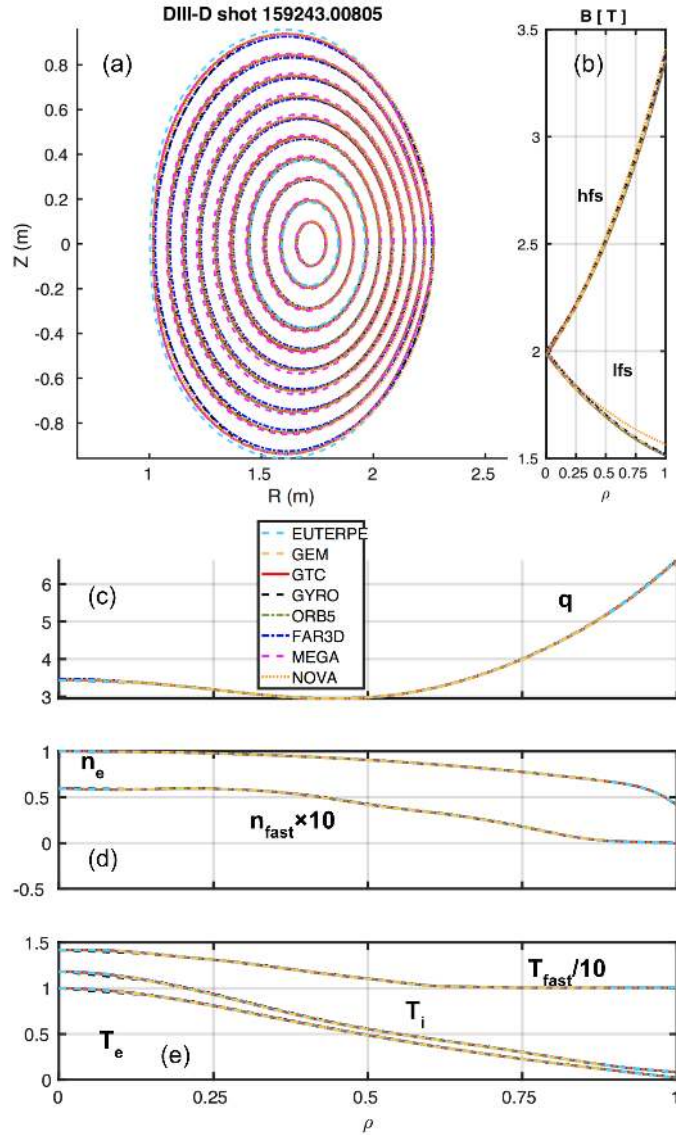 DIII-D shot 159243.00805
(a)
0.8
0.6
0.4
0.2
0
-0.2
-0.4
-0.6
-0.8
Z (m)
1
1.5
2
2.5
R (m)
B [ T ]
(b)
3.5
3
2.5
2
1.5
hfs
lfs
0
0.25
0.5
0.75
1
ρ
EUTERPE
GEM
GTC
GYRO
ORB5
FAR3D
MEGA
NOVA
(c)
q
6
5
4
3
1
0.5
0
-0.5
n_e
n_fast×10
(d)
1.5
1
0.5
0
T_fast/10
T_i
T_e
(e)
0
0.25
0.5
0.75
1
ρ